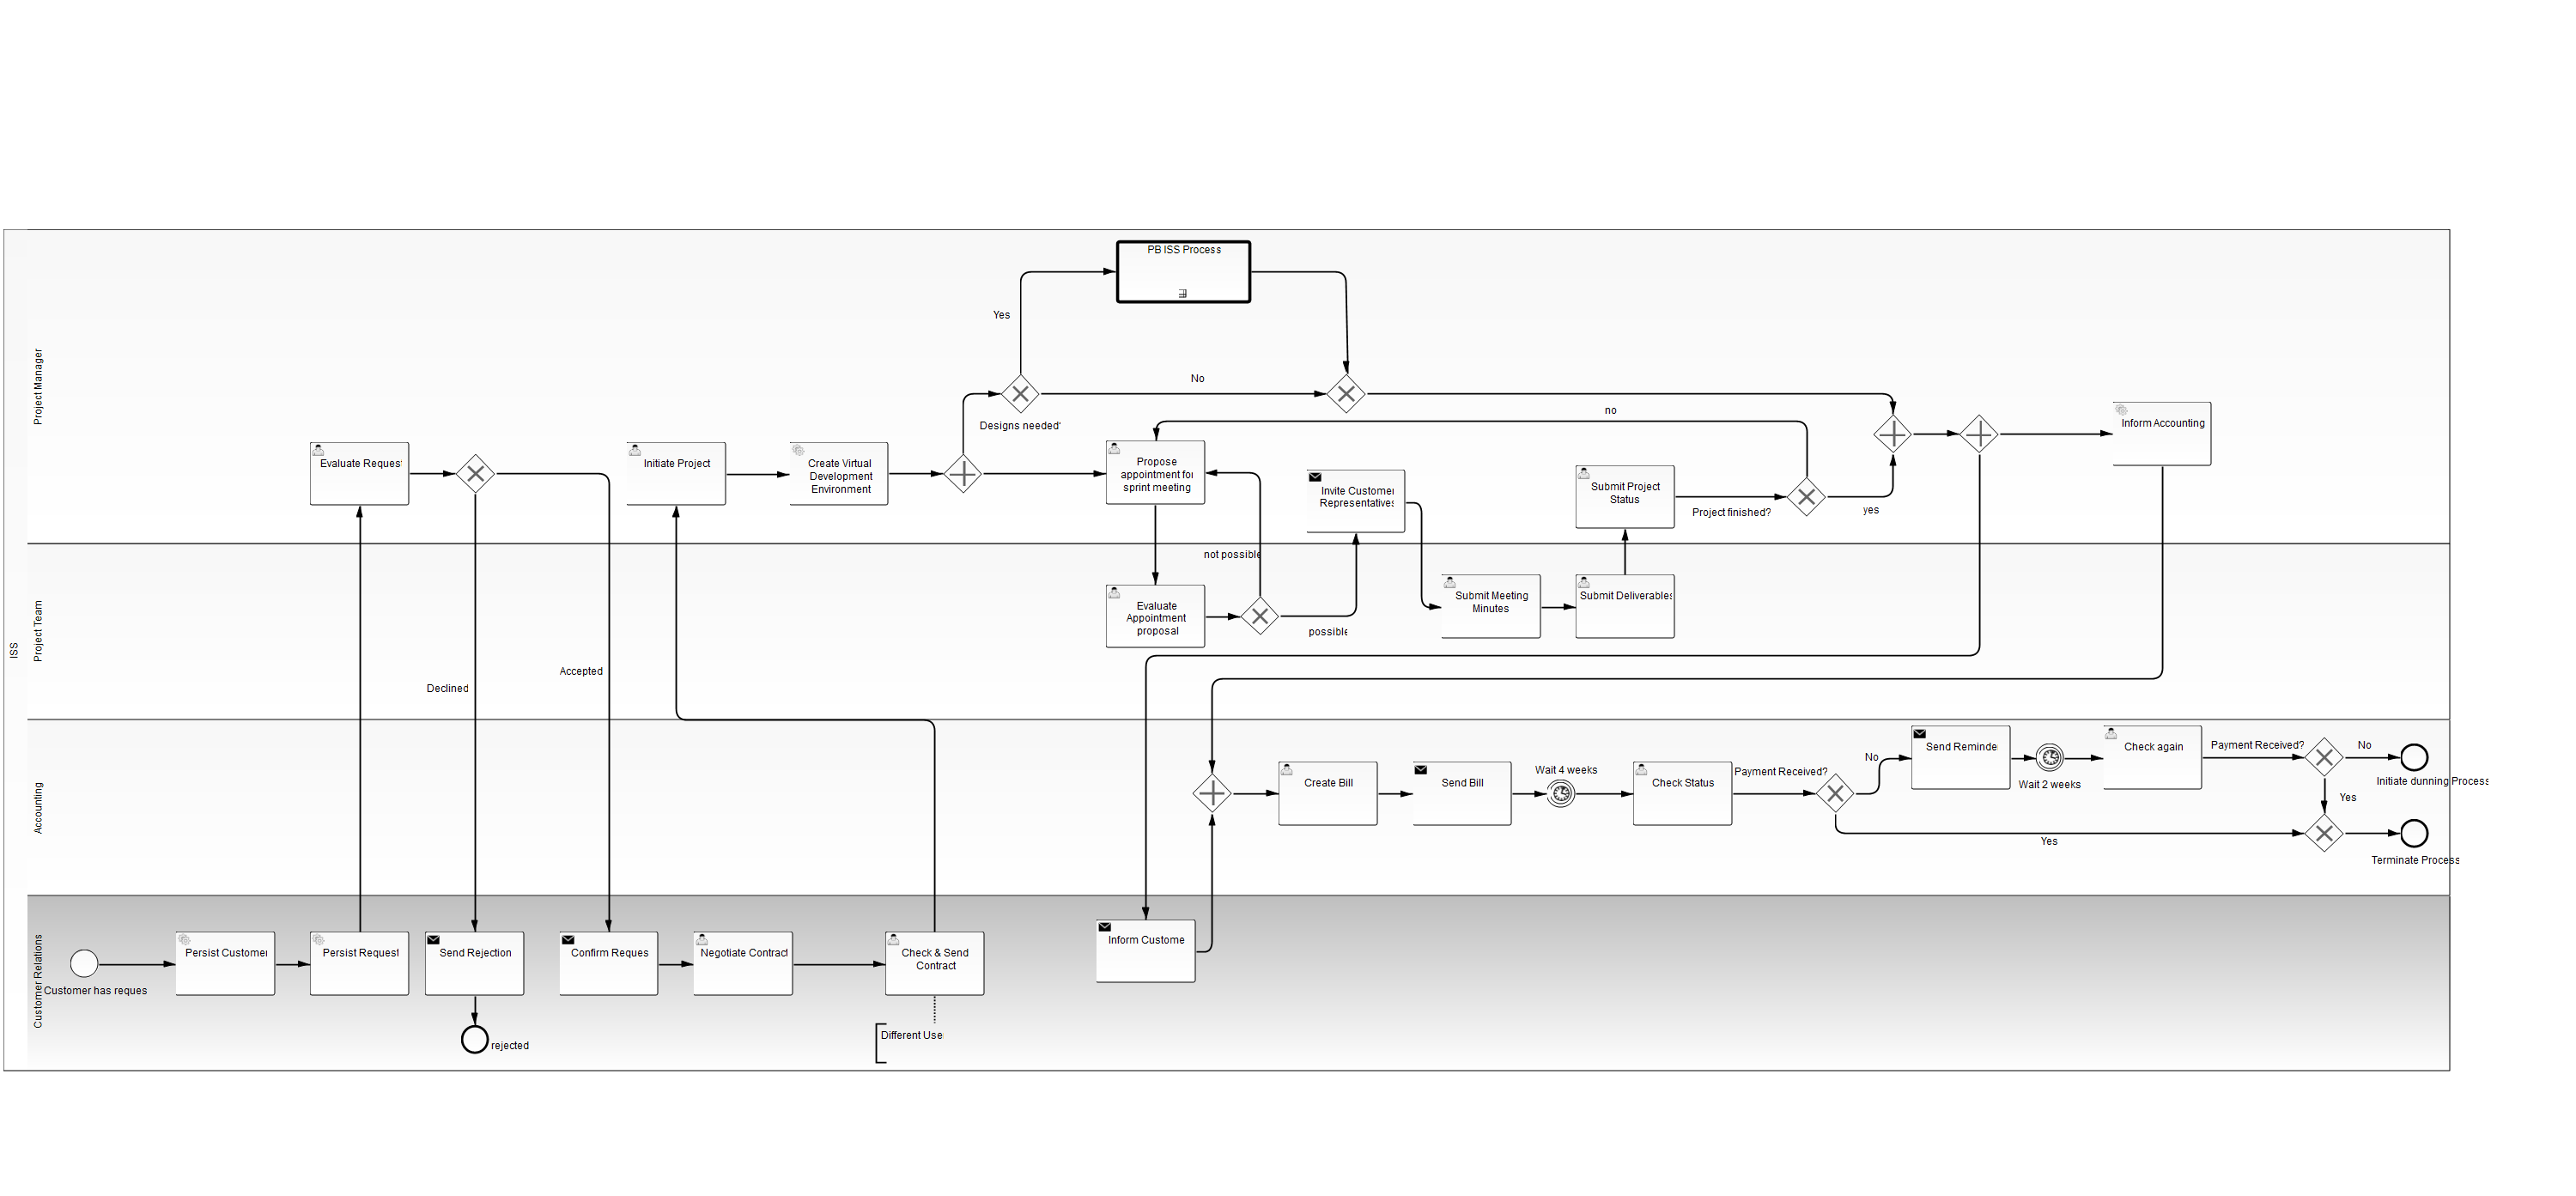 PB ISS Process
Yes
No
Designs needed'
no
Project Manager
Evaluate Reques
Initiate Project
Create Virtual
Development
Environment
Propose
appointment for
sprint meeting
Invite Customer
Representatives
Submit Project
Status
Project finished?
yes
Inform Accounting
not possible
Project Team
ISS
Evaluate
Appointment
proposal
possible
Submit Meeting
Minutes
Submit Deliverables
Declined
Accepted
Accounting
Create Bill
Send Bill
Wait 4 weeks
Check Status
Payment Received?
No
Send Reminde
Wait 2 weeks
Check again
Payment Received?
No
Initiate dunning Process
Yes
Yes
Terminate Process
Customer Relations
Customer has reques
Persist Customer
Persist Request
Send Rejection
rejected
Confirm Reques
Negotiate Contract
Check & Send
Contract
Different Use
Inform Custome